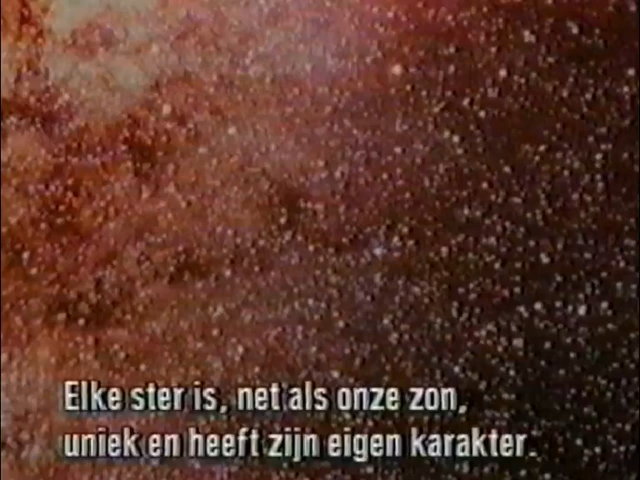 Elke ster is, net als onze zon,
uniek en heeft zijn eigen karakter.